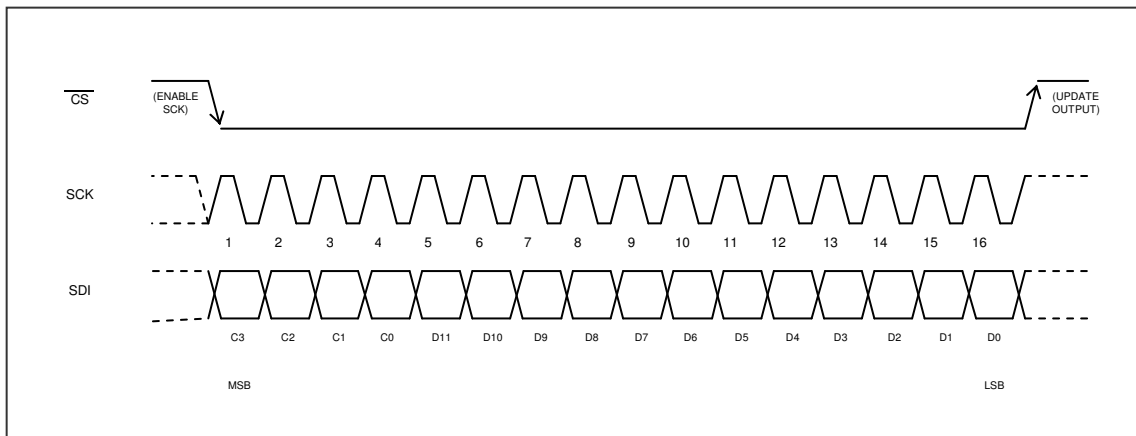 CS
(ENABLE
SCK)
(UPDATE
OUTPUT)
SCK
1 2 3 4 5 6 7 8 9 10 11 12 13 14 15 16
SDI
C3 C2 C1 C0 D11 D10 D9 D8 D7 D6 D5 D4 D3 D2 D1 D0
MSB LSB